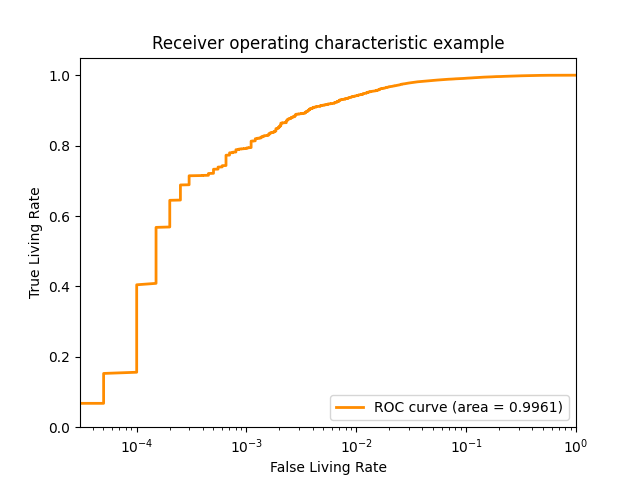 Receiver operating characteristic example
True Living Rate
1.0
0.8
0.6
0.4
0.2
0.0
ROC curve (area = 0.9961)
10⁻⁴ 10⁻³ 10⁻² 10⁻¹ 10⁰
False Living Rate